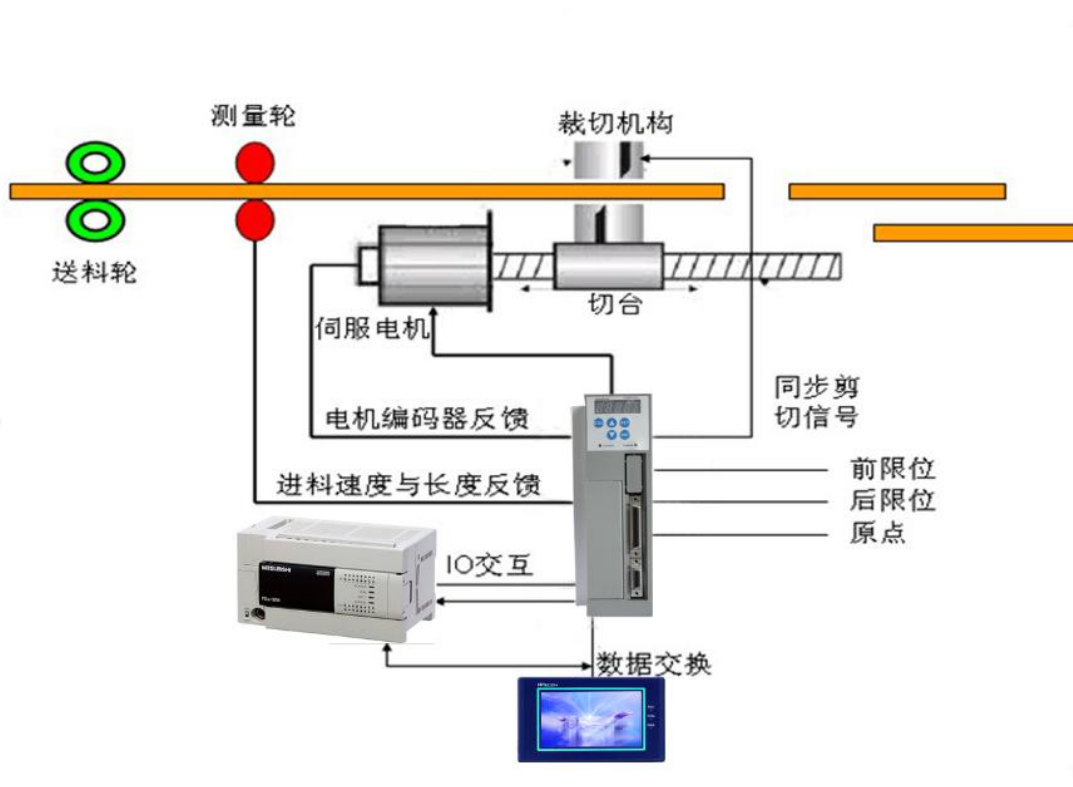 测量轮
裁切机构
送料轮
切台
伺服电机
同步剪
切信号
电机编码器反馈
前限位
进料速度与长度反馈
后限位
原点
IO交互
MITSUBISHI
数据交换